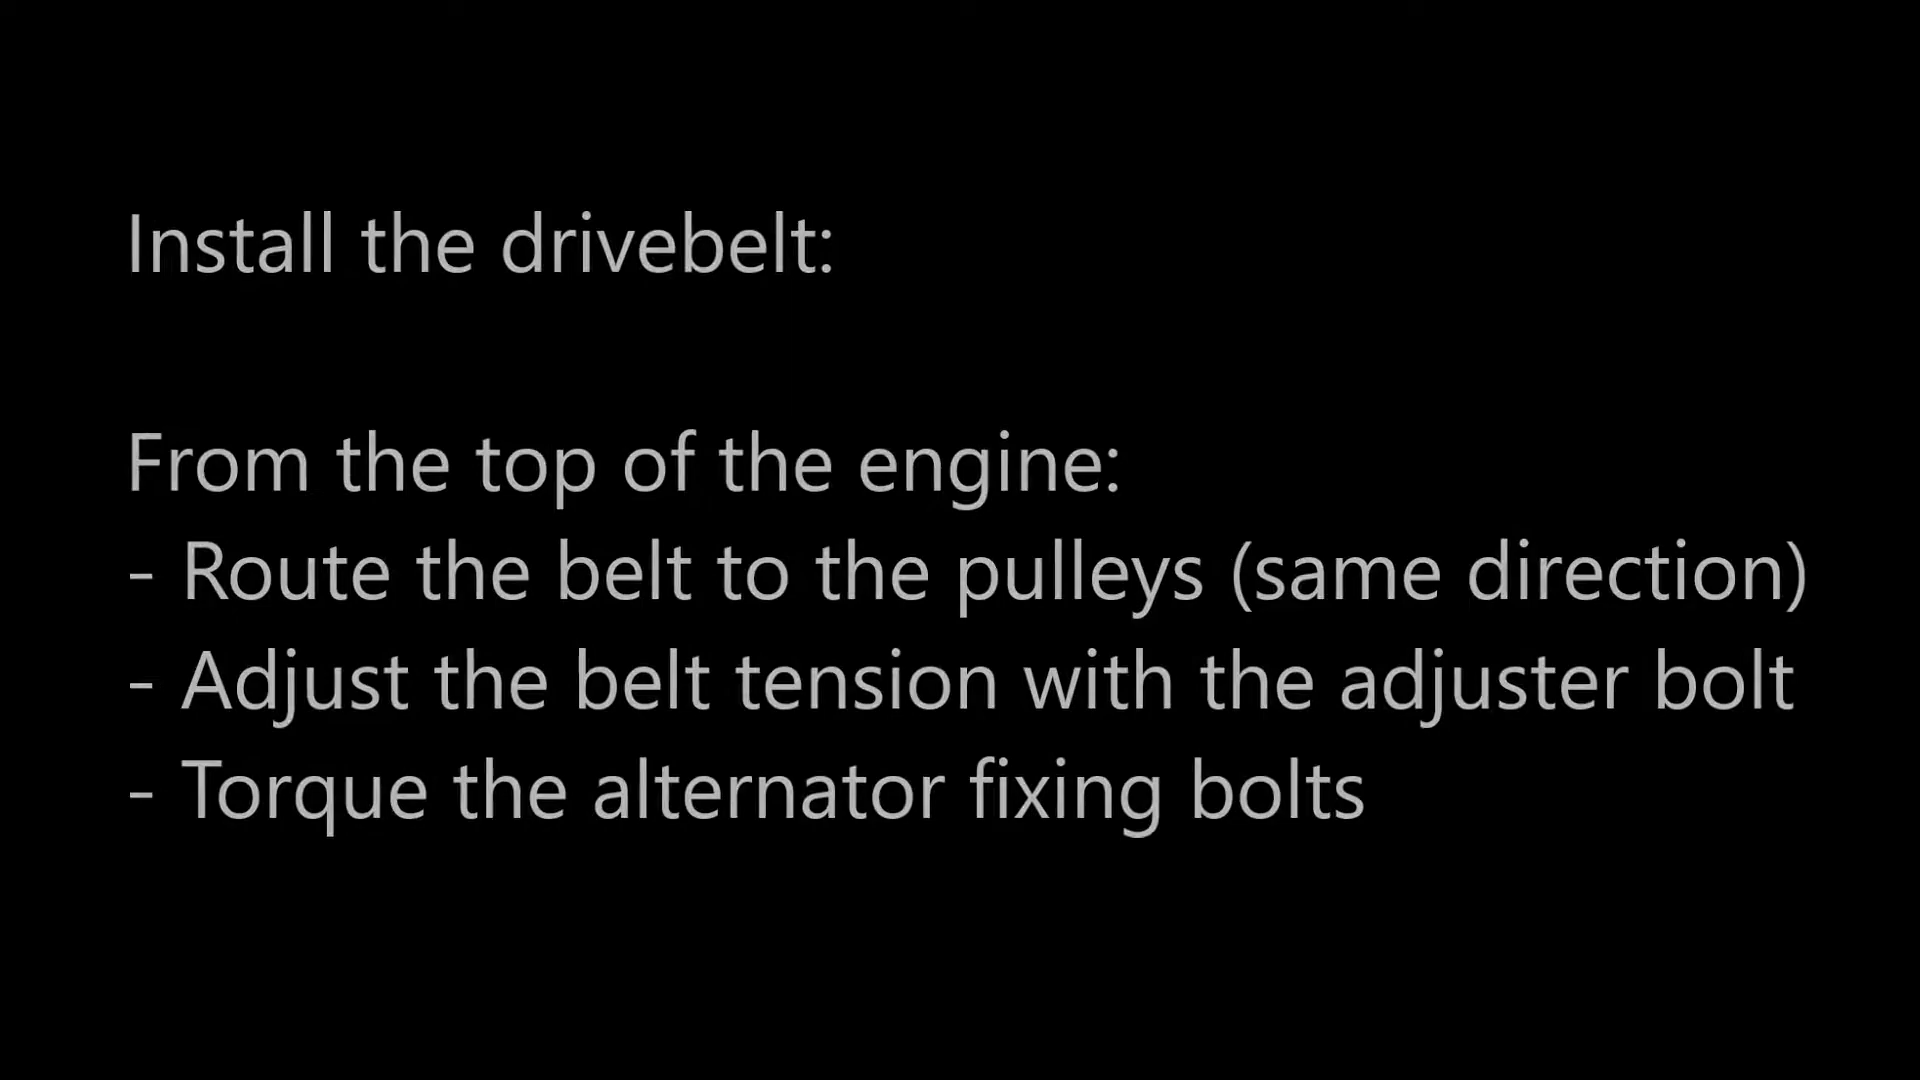 Install the drivebelt:
From the top of the engine:
- Route the belt to the pulleys (same direction)
- Adjust the belt tension with the adjuster bolt
- Torque the alternator fixing bolts